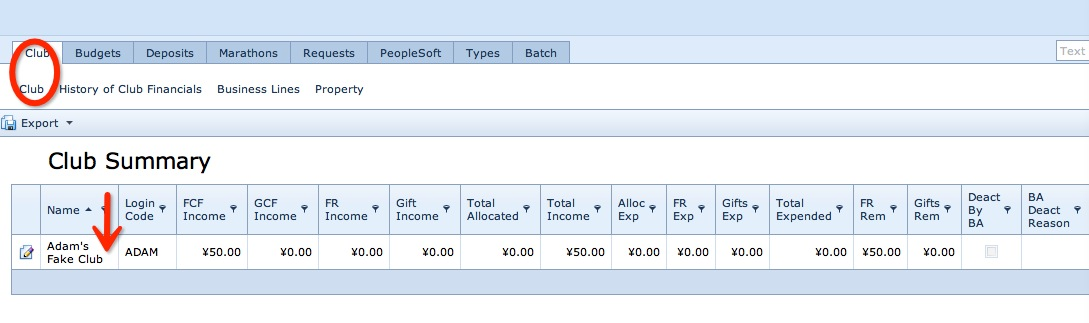 Club Budgets Deposits Marathons Requests PeopleSoft Types Batch Text
Club History of Club Financials Business Lines Property
Export
Club Summary
Name Login Code FCF Income GCF Income FR Income Gift Income Total Allocated Total Income Alloc Exp FR Exp Gifts Exp Total Expended FR Rem Gifts Rem Deact By BA BA Deact Reason
Adam's Fake Club ADAM ¥50.00 ¥0.00 ¥0.00 ¥0.00 ¥0.00 ¥50.00 ¥0.00 ¥0.00 ¥0.00 ¥0.00 ¥50.00 ¥0.00